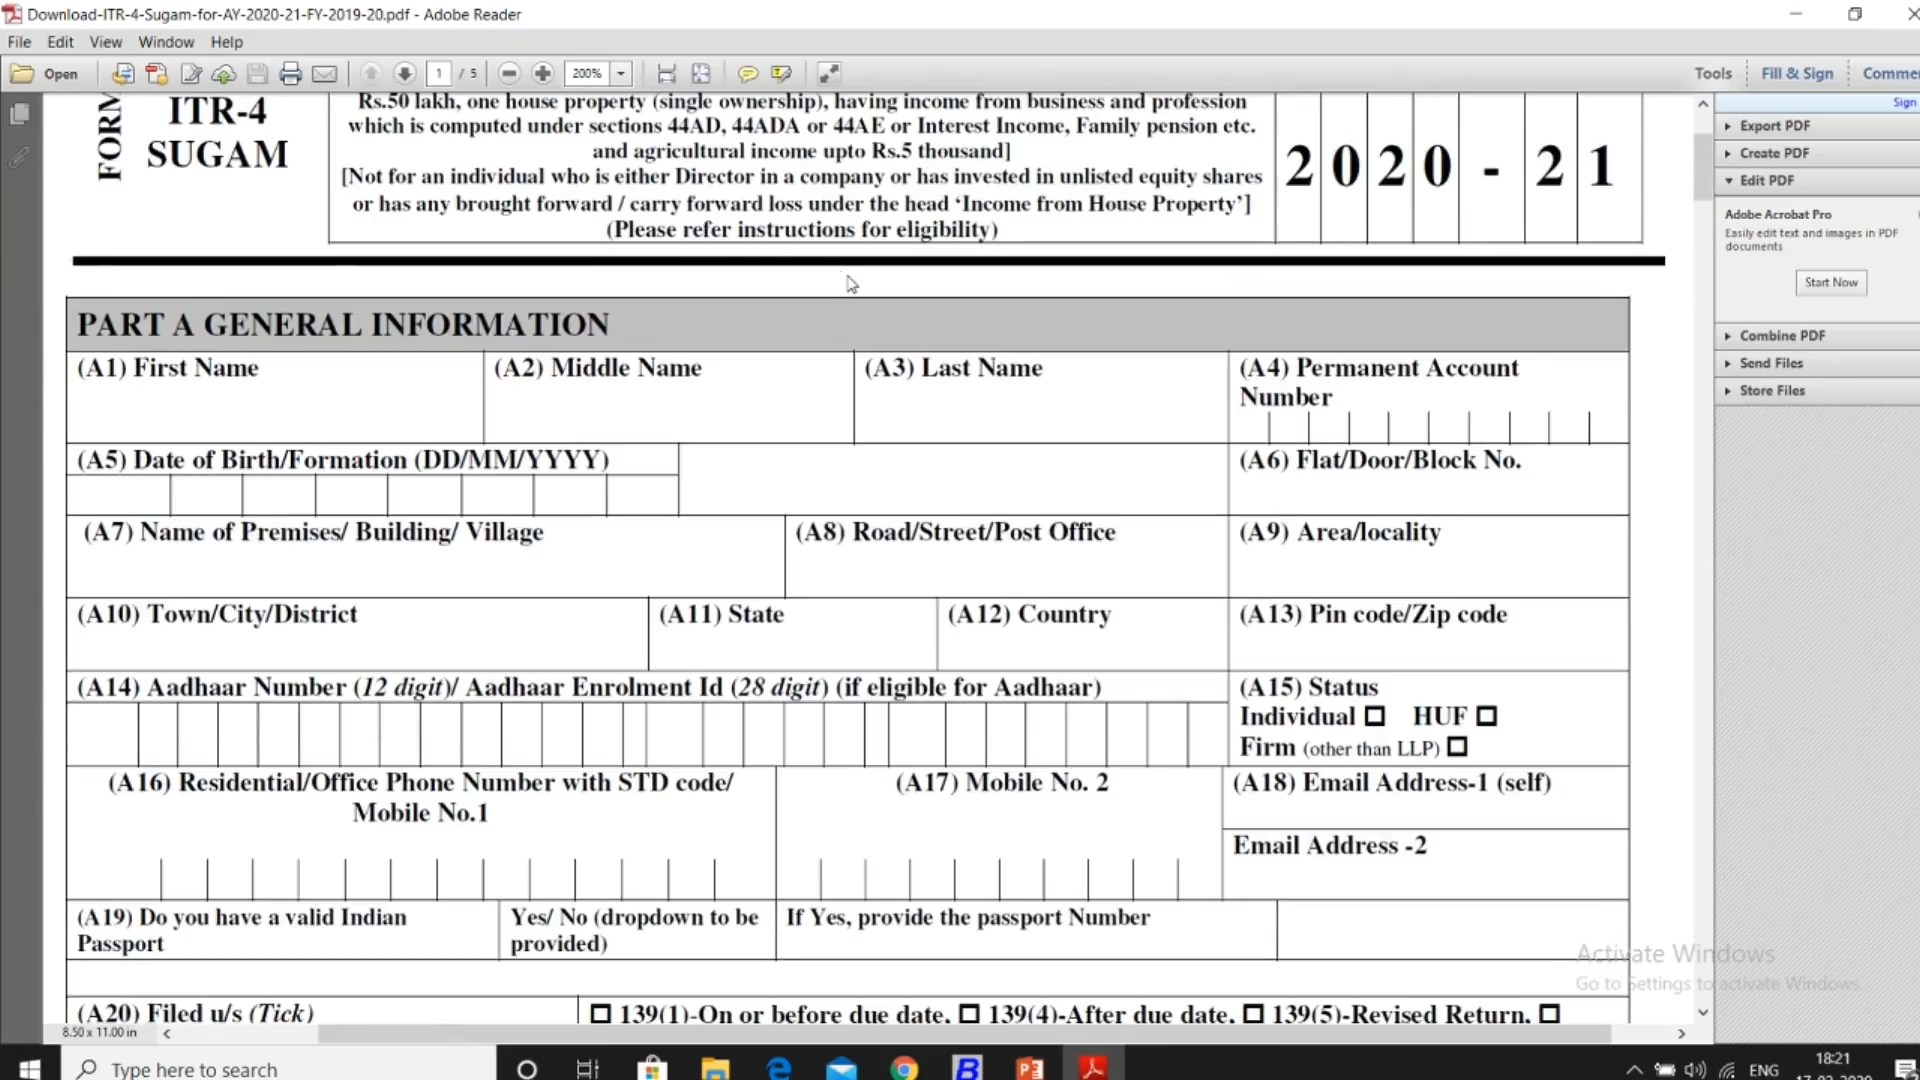 Download-ITR-4-Sugam-for-AY-2020-21-FY-2019-20.pdf - Adobe Reader
File Edit View Window Help
Open 1 / 5 200% Tools Fill & Sign Comme
Sign
FORM
ITR-4
SUGAM
Rs.50 lakh, one house property (single ownership), having income from business and profession
which is computed under sections 44AD, 44ADA or 44AE or Interest Income, Family pension etc.
and agricultural income upto Rs.5 thousand]
[Not for an individual who is either Director in a company or has invested in unlisted equity shares
or has any brought forward / carry forward loss under the head ‘Income from House Property’]
(Please refer instructions for eligibility)
2 0 2 0 - 2 1
Export PDF
Create PDF
Edit PDF
Adobe Acrobat Pro
Easily edit text and images in PDF
documents
Start Now
Combine PDF
Send Files
Store Files
PART A GENERAL INFORMATION
(A1) First Name
(A2) Middle Name
(A3) Last Name
(A4) Permanent Account
Number
(A5) Date of Birth/Formation (DD/MM/YYYY)
(A6) Flat/Door/Block No.
(A7) Name of Premises/ Building/ Village
(A8) Road/Street/Post Office
(A9) Area/locality
(A10) Town/City/District
(A11) State
(A12) Country
(A13) Pin code/Zip code
(A14) Aadhaar Number (12 digit)/ Aadhaar Enrolment Id (28 digit) (if eligible for Aadhaar)
(A15) Status
Individual HUF
Firm (other than LLP)
(A16) Residential/Office Phone Number with STD code/
Mobile No.1
(A17) Mobile No. 2
(A18) Email Address-1 (self)
Email Address -2
(A19) Do you have a valid Indian
Passport
Yes/ No (dropdown to be
provided)
If Yes, provide the passport Number
(A20) Filed u/s (Tick)
139(1)-On or before due date, 139(4)-After due date, 139(5)-Revised Return,
Activate Windows
Go to Settings to activate Windows.
8.50 x 11.00 in
Type here to search
ENG
18:21